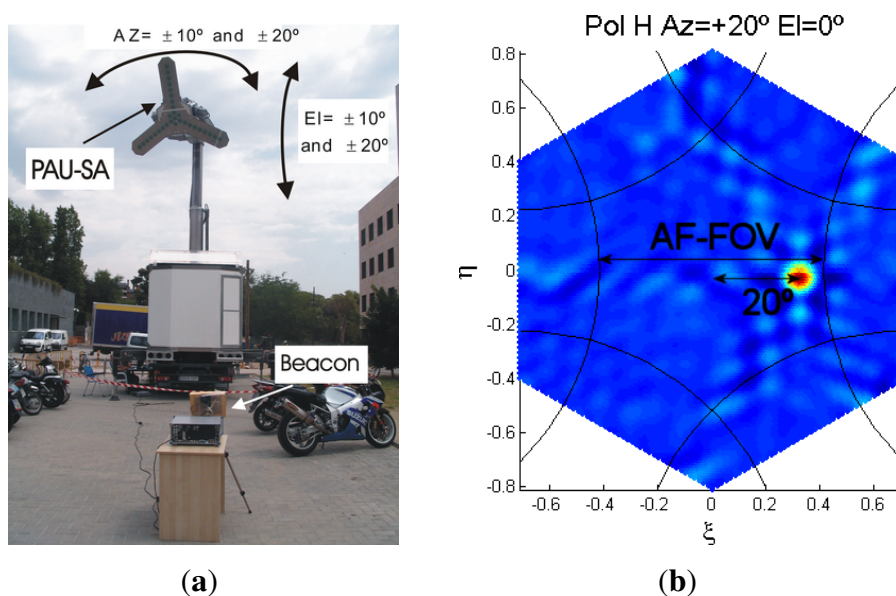 AZ= ±10º and ±20º
El= ±10º
and ±20º
PAU-SA
Beacon
(a)
Pol H Az=+20º El=0º
0.8
0.6
0.4
0.2
0
-0.2
-0.4
-0.6
-0.8
η
AF-FOV
20º
-0.6 -0.4 -0.2 0 0.2 0.4 0.6
ξ
(b)